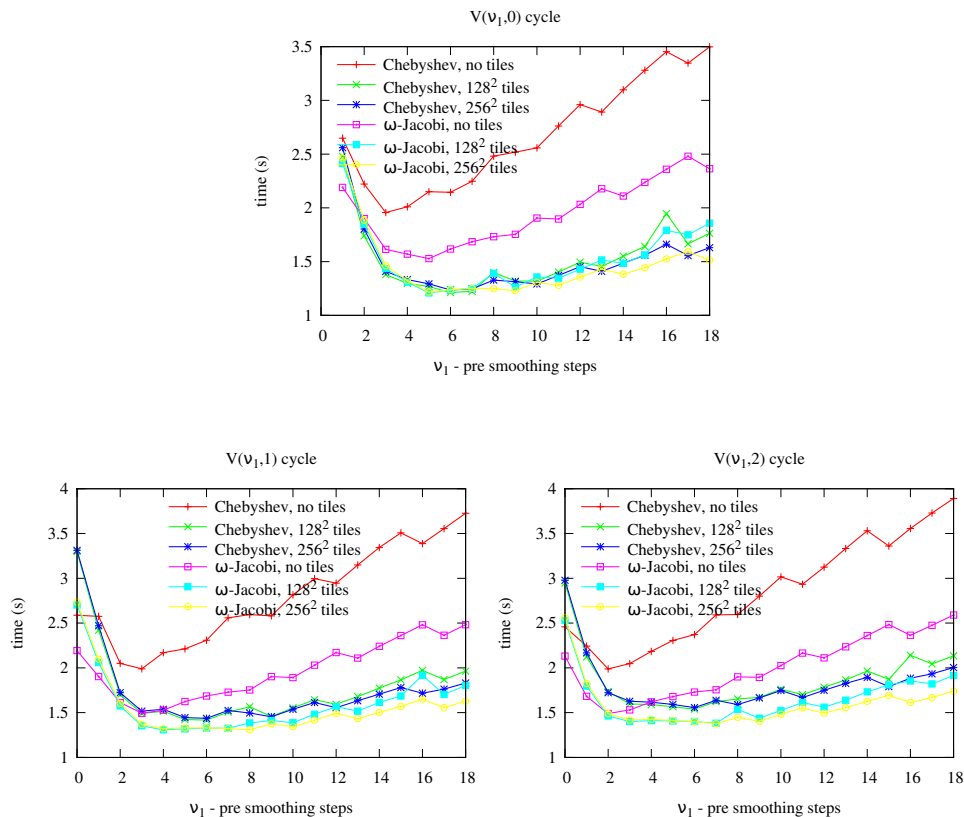 V(ν₁,0) cycle
3.5
3
2.5
2
1.5
1
time (s)
Chebyshev, no tiles
Chebyshev, 128² tiles
Chebyshev, 256² tiles
ω-Jacobi, no tiles
ω-Jacobi, 128² tiles
ω-Jacobi, 256² tiles
0 2 4 6 8 10 12 14 16 18
ν₁ - pre smoothing steps
V(ν₁,1) cycle
4
3.5
3
2.5
2
1.5
1
time (s)
Chebyshev, no tiles
Chebyshev, 128² tiles
Chebyshev, 256² tiles
ω-Jacobi, no tiles
ω-Jacobi, 128² tiles
ω-Jacobi, 256² tiles
0 2 4 6 8 10 12 14 16 18
ν₁ - pre smoothing steps
V(ν₁,2) cycle
4
3.5
3
2.5
2
1.5
1
time (s)
Chebyshev, no tiles
Chebyshev, 128² tiles
Chebyshev, 256² tiles
ω-Jacobi, no tiles
ω-Jacobi, 128² tiles
ω-Jacobi, 256² tiles
0 2 4 6 8 10 12 14 16 18
ν₁ - pre smoothing steps